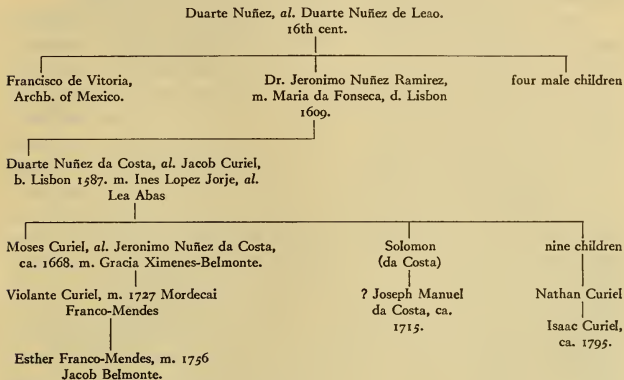 Duarte Nuñez, al. Duarte Nuñez de Leao.
16th cent.
Francisco de Vitoria,
Archb. of Mexico.
Dr. Jeronimo Nuñez Ramirez,
m. Maria da Fonseca, d. Lisbon
1609.
four male children
Duarte Nuñez da Costa, al. Jacob Curiel,
b. Lisbon 1587. m. Ines Lopez Jorje, al.
Lea Abas
Moses Curiel, al. Jeronimo Nuñez da Costa,
ca. 1668. m. Gracia Ximenes-Belmonte.
Solomon
(da Costa)
nine children
Violante Curiel, m. 1727 Mordecai
Franco-Mendes
? Joseph Manuel
da Costa, ca.
1715.
Nathan Curiel
Isaac Curiel,
ca. 1795.
Esther Franco-Mendes, m. 1756
Jacob Belmonte.